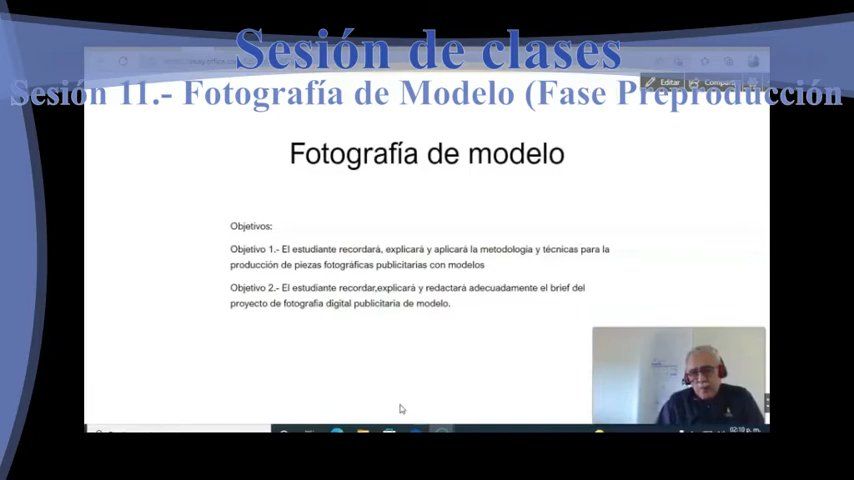 Sesión de clases
Sesión 11.- Fotografía de Modelo (Fase Preproducción
Editar
Fotografía de modelo
Objetivos:
Objetivo 1.- El estudiante recordará, explicará y aplicará la metodología y técnicas para la
producción de piezas fotográficas publicitarias con modelos
Objetivo 2.- El estudiante recordar,explicará y redactará adecuadamente el brief del
proyecto de fotografía digital publicitaria de modelo.
02:10 p. m.